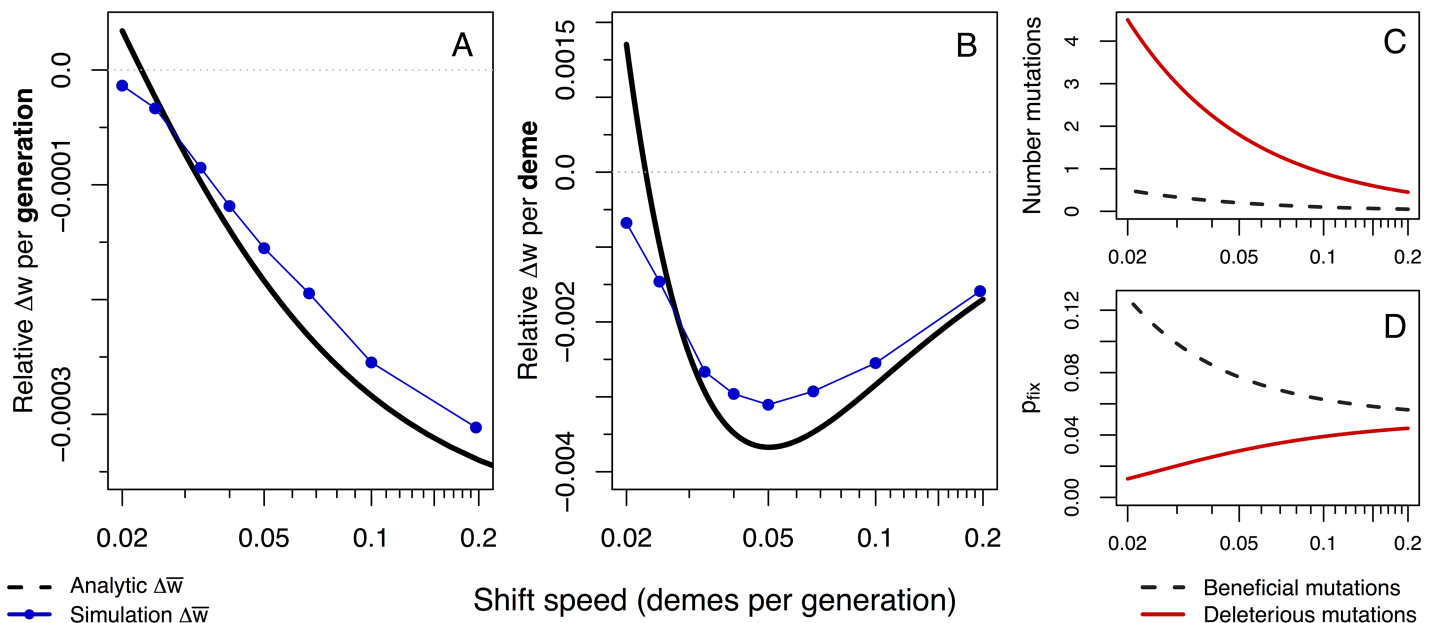 A
Relative Δw per generation
0.0
−0.0001
−0.0003
0.02 0.05 0.1 0.2
B
Relative Δw per deme
0.0015
0.0
−0.002
−0.004
0.02 0.05 0.1 0.2
C
Number mutations
4
3
2
1
0
0.02 0.05 0.1 0.2
D
pfix
0.12
0.08
0.04
0.00
0.02 0.05 0.1 0.2
Shift speed (demes per generation)
Analytic Δw̅
Simulation Δw̅
Beneficial mutations
Deleterious mutations